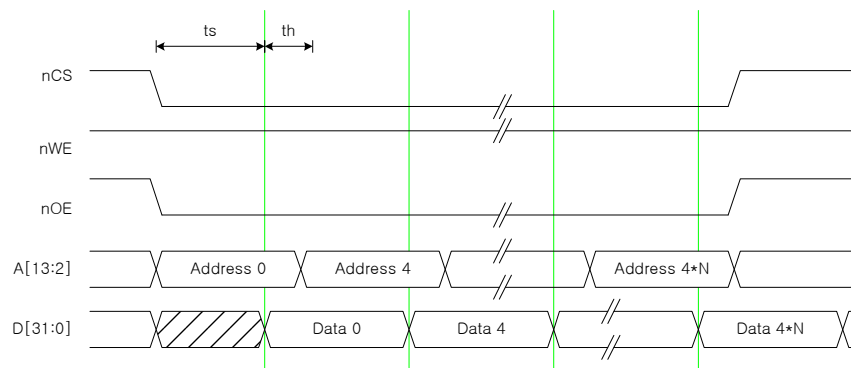 ts th
nCS
nWE
nOE
A[13:2] Address 0 Address 4 Address 4*N
D[31:0] Data 0 Data 4 Data 4*N